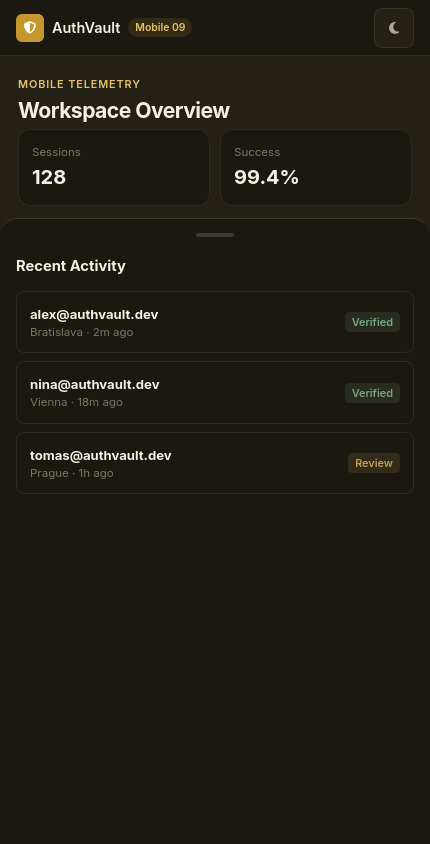 AuthVault Mobile 09
MOBILE TELEMETRY
Workspace Overview
Sessions
128
Success
99.4%
Recent Activity
alex@authvault.dev
Bratislava · 2m ago
Verified
nina@authvault.dev
Vienna · 18m ago
Verified
tomas@authvault.dev
Prague · 1h ago
Review